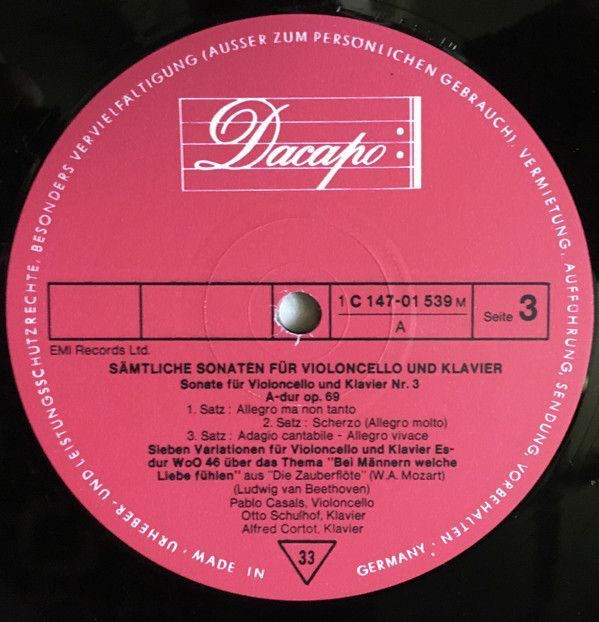 URHEBER- UND LEISTUNGSSCHUTZRECHTE, BESONDERS VERVIELFÄLTIGUNG (AUSSER ZUM PERSÖNLICHEN GEBRAUCH), VERMIETUNG, AUFFÜHRUNG, SENDUNG, VORBEHALTEN · MADE IN GERMANY ·
Dacapo
1 C 147-01 539 M
A
Seite 3
EMI Records Ltd.
SÄMTLICHE SONATEN FÜR VIOLONCELLO UND KLAVIER
Sonate für Violoncello und Klavier Nr. 3
A-dur op. 69
1. Satz: Allegro ma non tanto
2. Satz: Scherzo (Allegro molto)
3. Satz: Adagio cantabile - Allegro vivace
Sieben Variationen für Violoncello und Klavier Es-
dur WoO 46 über das Thema "Bei Männern welche
Liebe fühlen" aus "Die Zauberflöte" (W.A. Mozart)
(Ludwig van Beethoven)
Pablo Casals, Violoncello
Otto Schulhof, Klavier
Alfred Cortot, Klavier
33